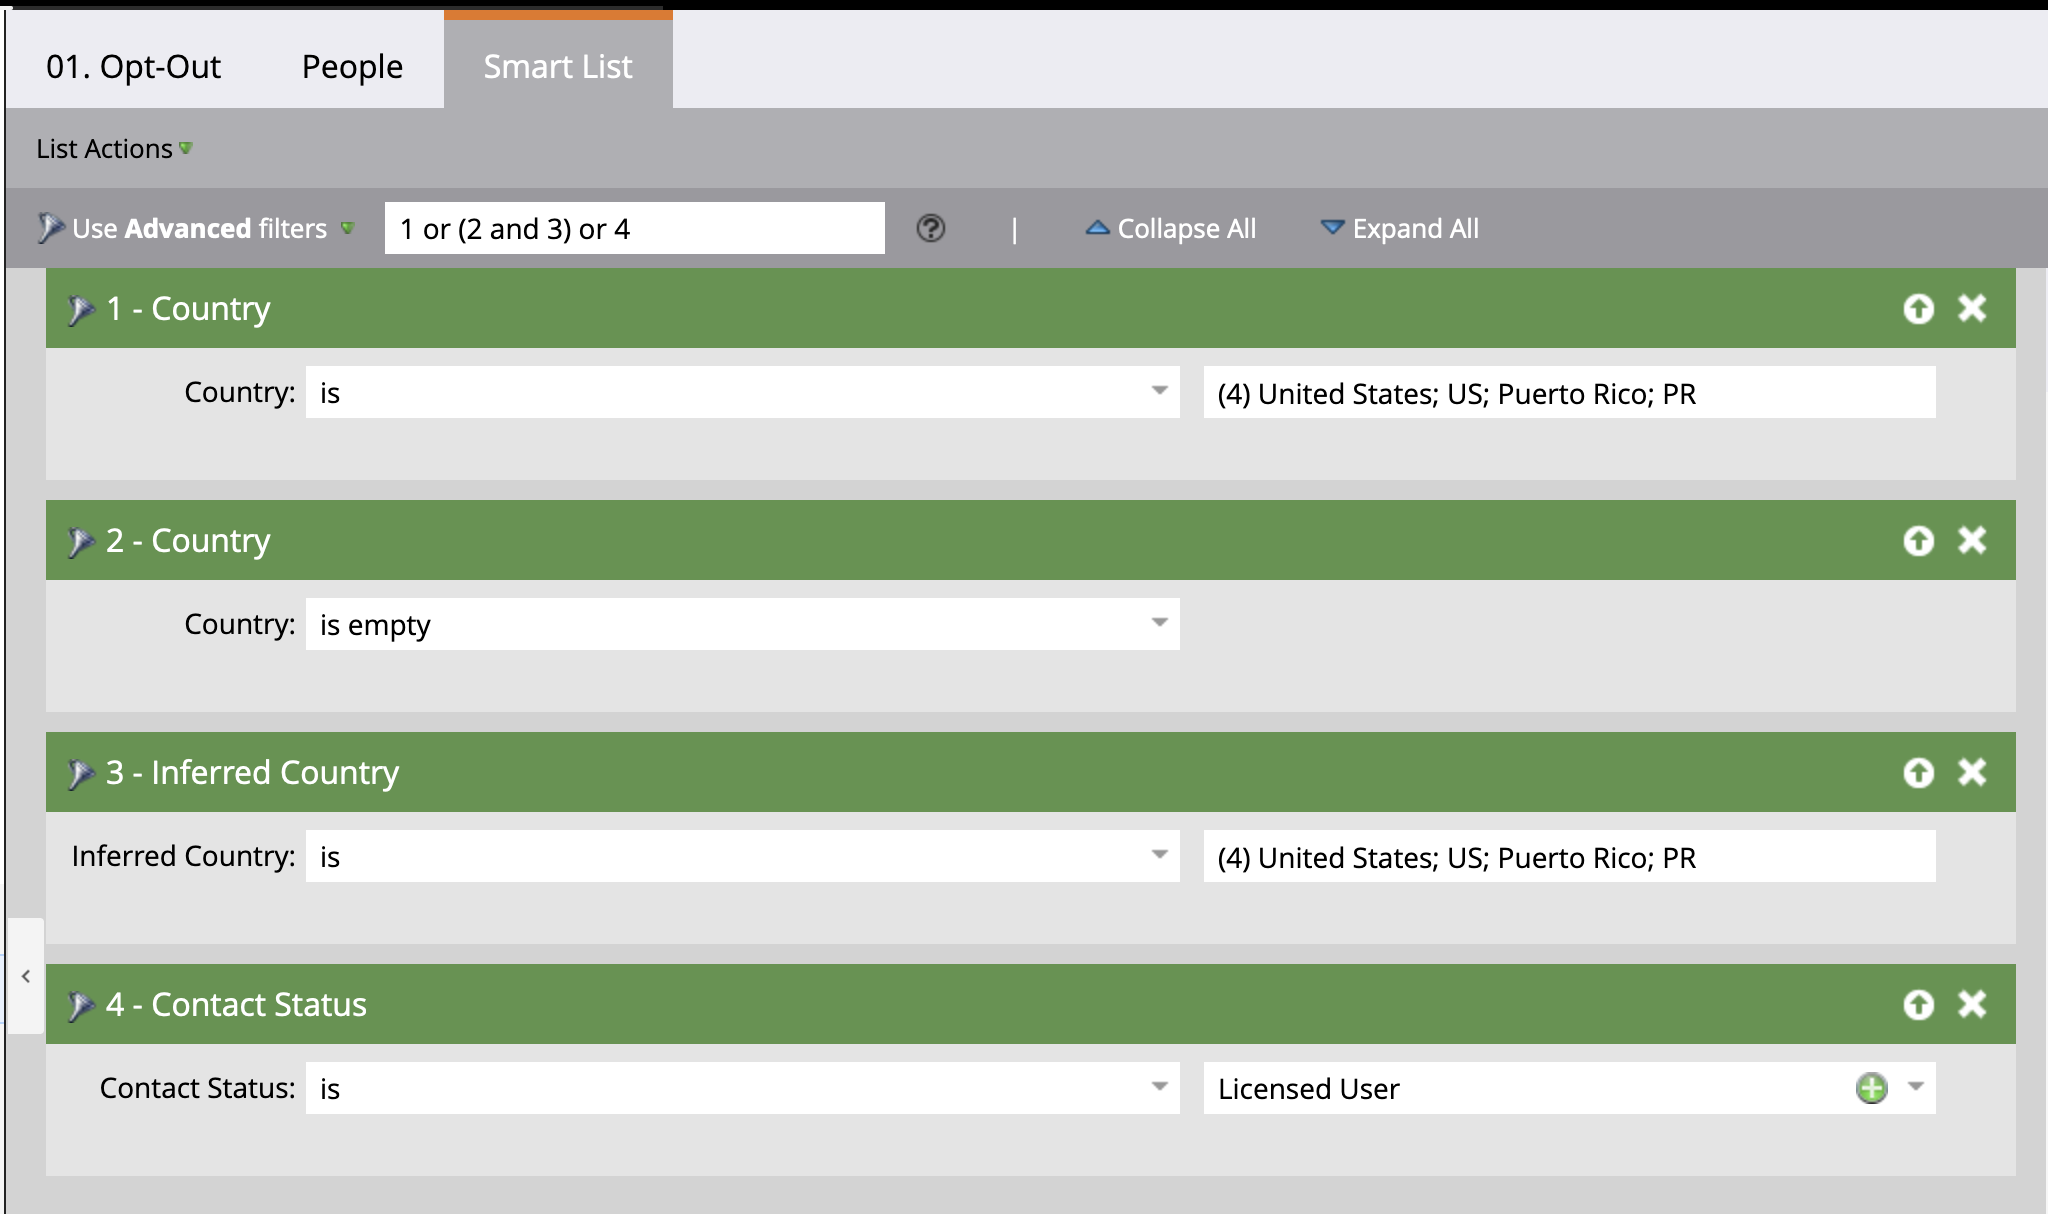 01. Opt-Out People Smart List
List Actions
Use Advanced filters 1 or (2 and 3) or 4 ? | Collapse All Expand All
1 - Country
Country: is (4) United States; US; Puerto Rico; PR
2 - Country
Country: is empty
3 - Inferred Country
Inferred Country: is (4) United States; US; Puerto Rico; PR
4 - Contact Status
Contact Status: is Licensed User